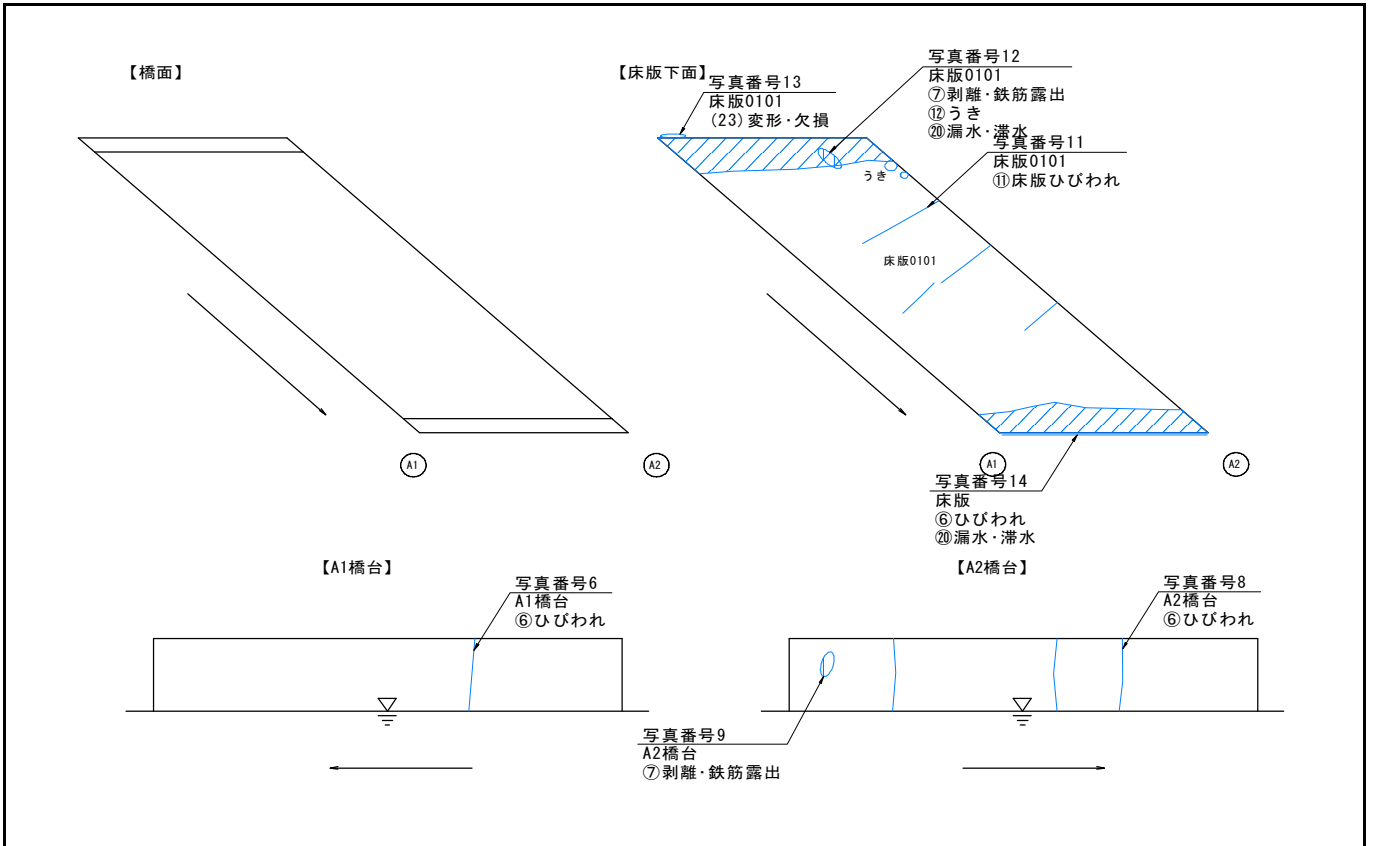 【橋面】
【床版下面】
写真番号13
床版0101
(23)変形・欠損
写真番号12
床版0101
⑦剥離・鉄筋露出
⑫うき
⑳漏水・滞水
写真番号11
床版0101
⑪床版ひびわれ
うき
床版0101
A1
A2
A1
A2
写真番号14
床版
⑥ひびわれ
⑳漏水・滞水
【A1橋台】
写真番号6
A1橋台
⑥ひびわれ
【A2橋台】
写真番号8
A2橋台
⑥ひびわれ
写真番号9
A2橋台
⑦剥離・鉄筋露出